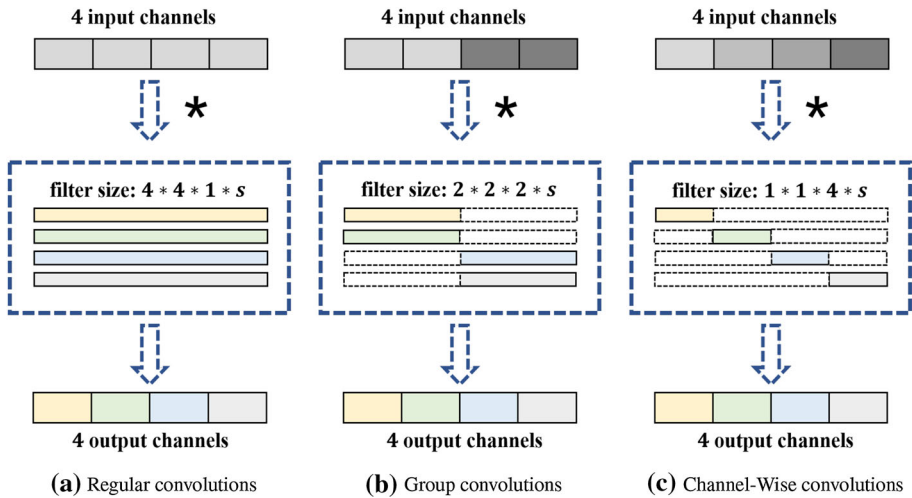 4 input channels
4 input channels
4 input channels
*
*
*
filter size: 4 * 4 * 1 * s
filter size: 2 * 2 * 2 * s
filter size: 1 * 1 * 4 * s
4 output channels
4 output channels
4 output channels
(a) Regular convolutions
(b) Group convolutions
(c) Channel-Wise convolutions